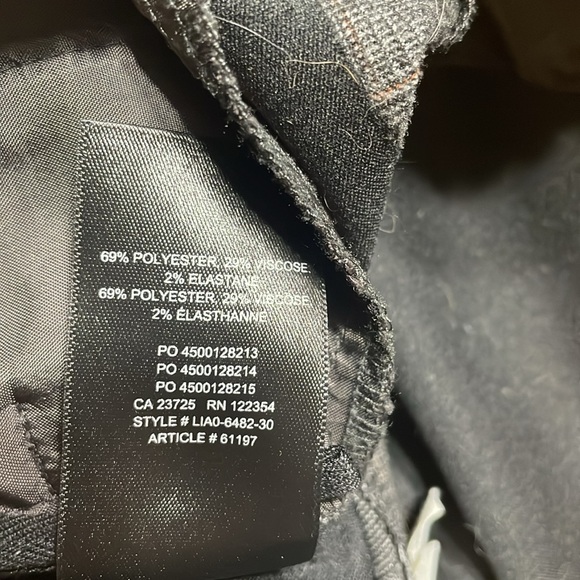 69% POLYESTER, 29% VISCOSE,
2% ELASTANE
69% POLYESTER, 29% VISCOSE
2% ÉLASTHANNE
PO 4500128213
PO 4500128214
PO 4500128215
CA 23725 RN 122354
STYLE # LIA0-6482-30
ARTICLE # 61197